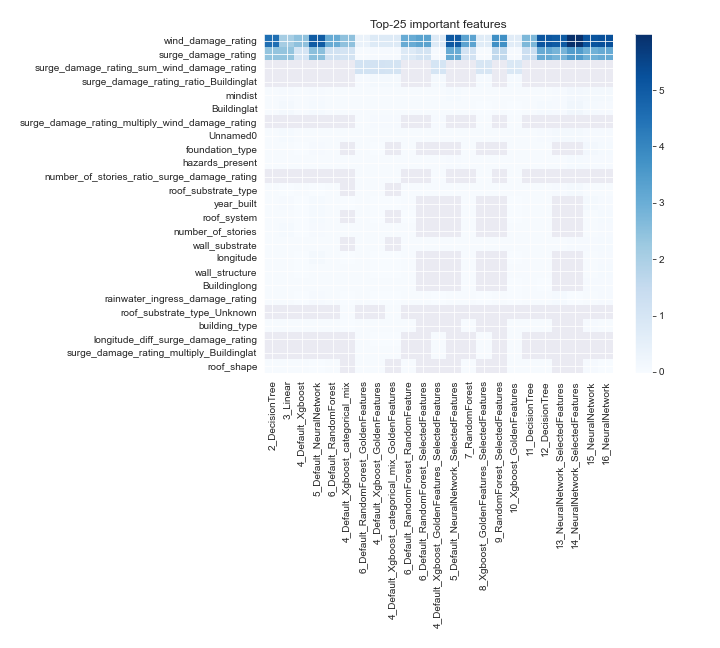 Top-25 important features
wind_damage_rating
surge_damage_rating
surge_damage_rating_sum_wind_damage_rating
surge_damage_rating_ratio_Buildinglat
mindist
Buildinglat
surge_damage_rating_multiply_wind_damage_rating
Unnamed0
foundation_type
hazards_present
number_of_stories_ratio_surge_damage_rating
roof_substrate_type
year_built
roof_system
number_of_stories
wall_substrate
longitude
wall_structure
Buildinglong
rainwater_ingress_damage_rating
roof_substrate_type_Unknown
building_type
longitude_diff_surge_damage_rating
surge_damage_rating_multiply_Buildinglat
roof_shape
5
4
3
2
1
0
2_DecisionTree
3_Linear
4_Default_Xgboost
5_Default_NeuralNetwork
6_Default_RandomForest
4_Default_Xgboost_categorical_mix
6_Default_RandomForest_GoldenFeatures
4_Default_Xgboost_GoldenFeatures
4_Default_Xgboost_categorical_mix_GoldenFeatures
6_Default_RandomForest_RandomFeature
6_Default_RandomForest_SelectedFeatures
4_Default_Xgboost_GoldenFeatures_SelectedFeatures
5_Default_NeuralNetwork_SelectedFeatures
7_RandomForest
8_Xgboost_GoldenFeatures_SelectedFeatures
9_RandomForest_SelectedFeatures
10_Xgboost_GoldenFeatures
11_DecisionTree
12_DecisionTree
13_NeuralNetwork_SelectedFeatures
14_NeuralNetwork_SelectedFeatures
15_NeuralNetwork
16_NeuralNetwork